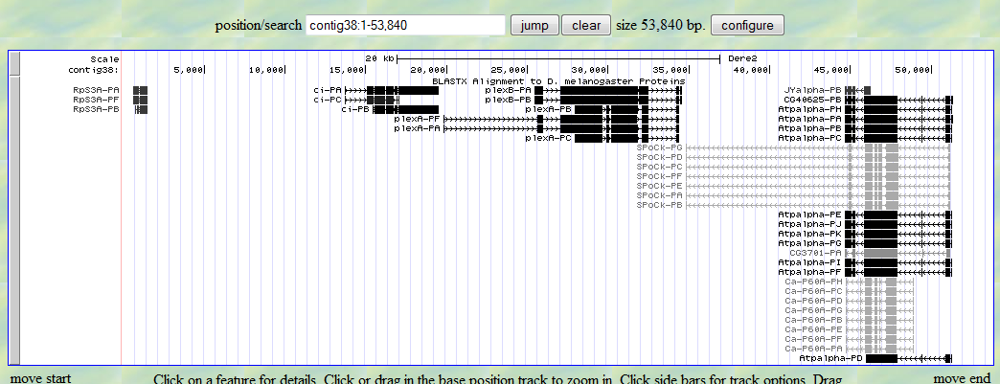 position/search contig38:1-53,840 jump clear size 53,840 bp. configure
Scale 20 kb Dere2
contig38: 5,000 10,000 15,000 20,000 25,000 30,000 35,000 40,000 45,000 50,000
BLASTX Alignment to D. melanogaster Proteins
RpS3A-PA ci-PA plexB-PA JYalpha-PB
RpS3A-PF ci-PC plexB-PB CG40625-PB
RpS3A-PB ci-PB plexA-PB Atpalpha-PH
plexA-PF Atpalpha-PA
plexA-PA Atpalpha-PB
plexA-PC Atpalpha-PC
SPoCk-PG
SPoCk-PD
SPoCk-PC
SPoCk-PF
SPoCk-PE
SPoCk-PA
SPoCk-PB
Atpalpha-PE
Atpalpha-PJ
Atpalpha-PK
Atpalpha-PG
CG3701-PA
Atpalpha-PI
Atpalpha-PF
Ca-P60A-PH
Ca-P60A-PC
Ca-P60A-PD
Ca-P60A-PG
Ca-P60A-PB
Ca-P60A-PE
Ca-P60A-PF
Ca-P60A-PA
Atpalpha-PD
move start Click on a feature for details. Click or drag in the base position track to zoom in. Click side bars for track options. Drag move end